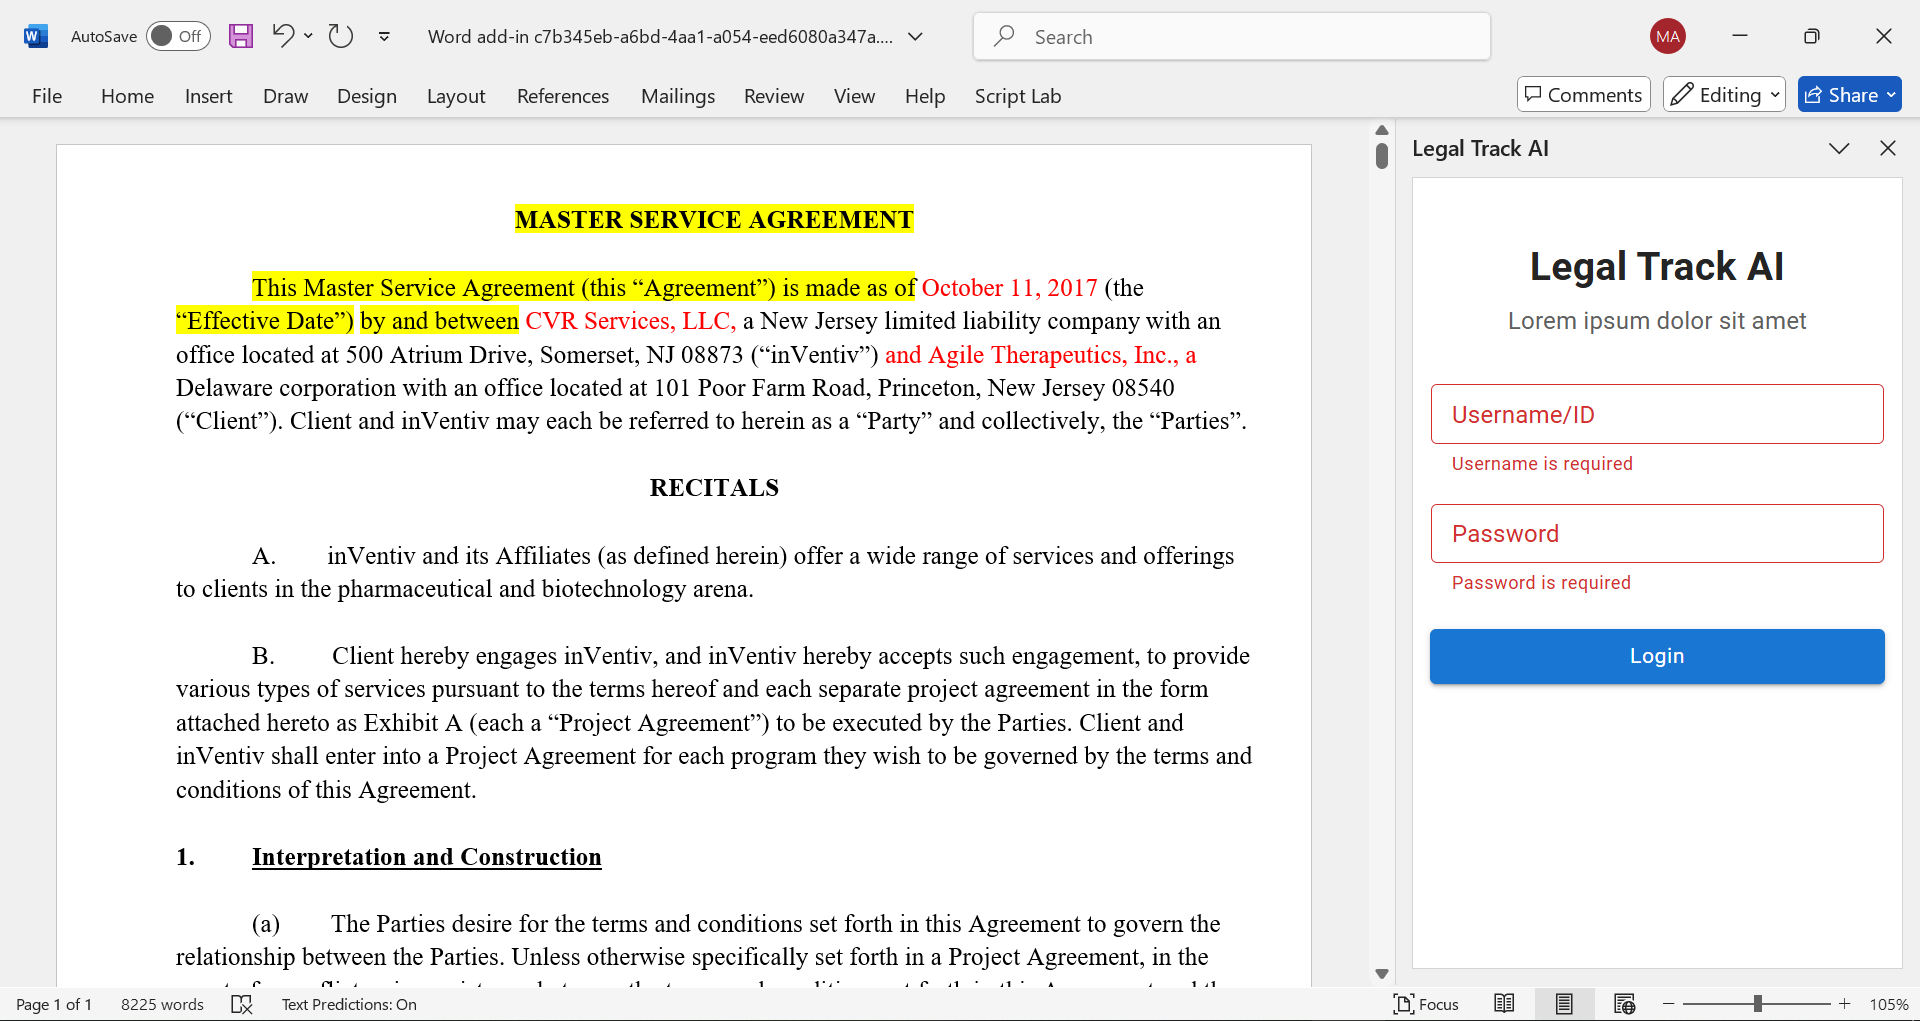 AutoSave Off Word add-in c7b345eb-a6bd-4aa1-a054-eed6080a347a.... Search MA
File Home Insert Draw Design Layout References Mailings Review View Help Script Lab Comments Editing Share
MASTER SERVICE AGREEMENT
This Master Service Agreement (this “Agreement”) is made as of October 11, 2017 (the
“Effective Date”) by and between CVR Services, LLC, a New Jersey limited liability company with an
office located at 500 Atrium Drive, Somerset, NJ 08873 (“inVentiv”) and Agile Therapeutics, Inc., a
Delaware corporation with an office located at 101 Poor Farm Road, Princeton, New Jersey 08540
(“Client”). Client and inVentiv may each be referred to herein as a “Party” and collectively, the “Parties”.
RECITALS
A. inVentiv and its Affiliates (as defined herein) offer a wide range of services and offerings
to clients in the pharmaceutical and biotechnology arena.
B. Client hereby engages inVentiv, and inVentiv hereby accepts such engagement, to provide
various types of services pursuant to the terms hereof and each separate project agreement in the form
attached hereto as Exhibit A (each a “Project Agreement”) to be executed by the Parties. Client and
inVentiv shall enter into a Project Agreement for each program they wish to be governed by the terms and
conditions of this Agreement.
1. Interpretation and Construction
(a) The Parties desire for the terms and conditions set forth in this Agreement to govern the
relationship between the Parties. Unless otherwise specifically set forth in a Project Agreement, in the
Legal Track AI
Legal Track AI
Lorem ipsum dolor sit amet
Username/ID
Username is required
Password
Password is required
Login
Page 1 of 1 8225 words Text Predictions: On Focus 105%